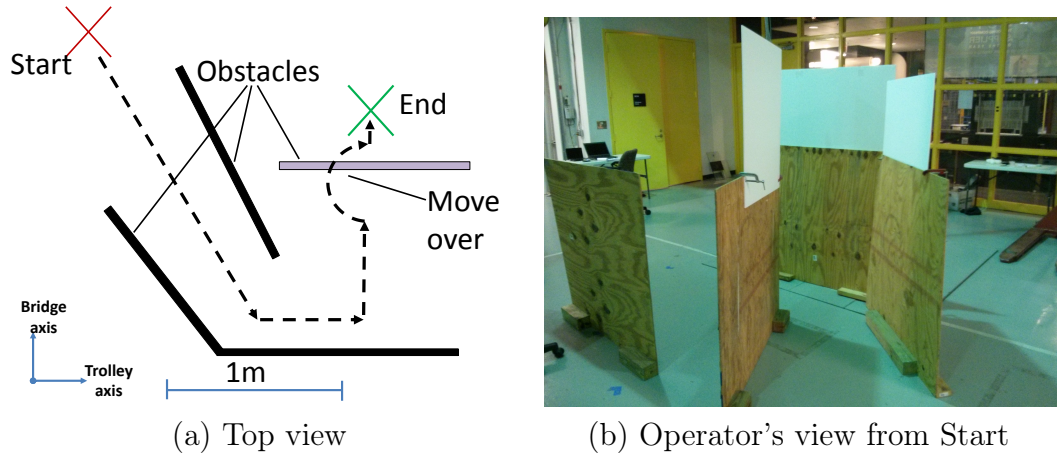 Start
Obstacles
End
Move
over
Bridge
axis
Trolley
axis
1m
(a) Top view
(b) Operator's view from Start